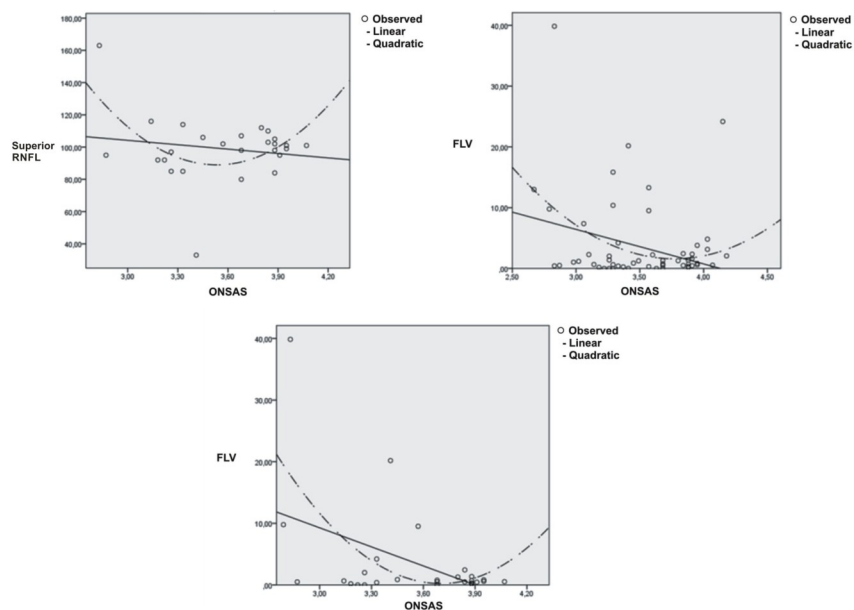 180,00
160,00
140,00
120,00
100,00
80,00
60,00
40,00
Superior
RNFL
3,00 3,30 3,60 3,90 4,20
ONSAS
Observed
- Linear
- Quadratic
40,00
30,00
20,00
10,00
,00
FLV
2,50 3,00 3,50 4,00 4,50
ONSAS
Observed
- Linear
- Quadratic
40,00
30,00
20,00
10,00
,00
FLV
3,00 3,30 3,60 3,90 4,20
ONSAS
Observed
- Linear
- Quadratic